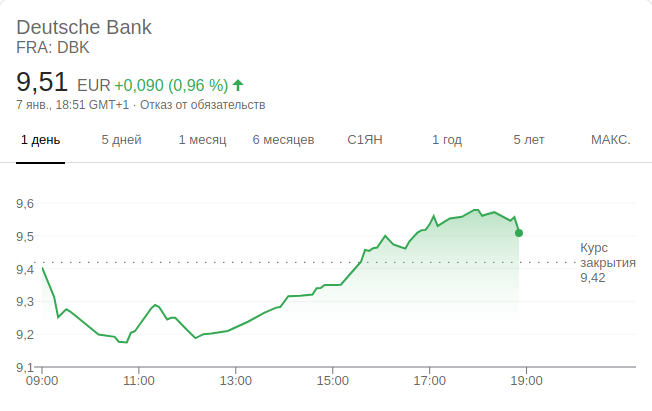 Deutsche Bank
FRA: DBK
9,51 EUR +0,090 (0,96 %)
7 янв., 18:51 GMT+1 · Отказ от обязательств
1 день 5 дней 1 месяц 6 месяцев С1ЯН 1 год 5 лет МАКС.
9,6
9,5
9,4
9,3
9,2
9,1
Курс
закрытия
9,42
09:00 11:00 13:00 15:00 17:00 19:00